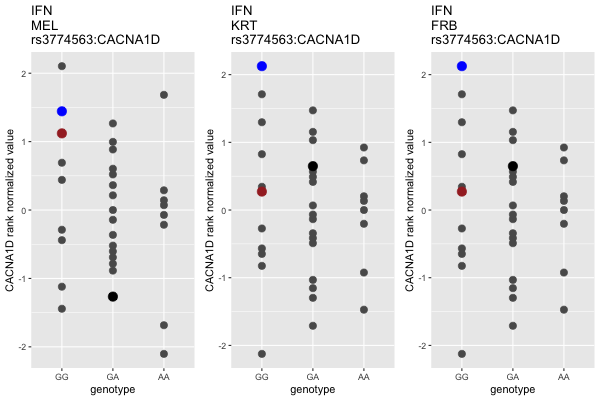 IFN
MEL
rs3774563:CACNA1D
CACNA1D rank normalized value
2
1
0
-1
-2
GG
GA
AA
genotype
IFN
KRT
rs3774563:CACNA1D
CACNA1D rank normalized value
2
1
0
-1
-2
GG
GA
AA
genotype
IFN
FRB
rs3774563:CACNA1D
CACNA1D rank normalized value
2
1
0
-1
-2
GG
GA
AA
genotype